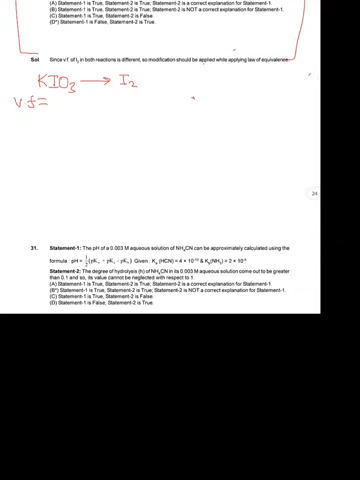 (A) Statement-1 is True, Statement-2 is True; Statement-2 is a correct explanation for Statement-1.
(B) Statement-1 is True, Statement-2 is True; Statement-2 is NOT a correct explanation for Statement-1.
(C) Statement-1 is True, Statement-2 is False.
(D*) Statement-1 is False, Statement-2 is True.
Sol Since v.f. of I₂ in both reactions is different, so modification should be applied while applying law of equivalence.
KIO₃ ⟶ I₂
v f =
24
31. Statement-1: The pH of a 0.003 M aqueous solution of NH₄CN can be approximately calculated using the
formula : pH = 1/2 (pKw + pKa – pKb) Given : Ka (HCN) = 4 × 10⁻¹⁰ & Kb(NH₃) = 2 × 10⁻⁵
Statement-2: The degree of hydrolysis (h) of NH₄CN in its 0.003 M aqueous solution come out to be greater
than 0.1 and so, its value cannot be neglected with respect to 1.
(A) Statement-1 is True, Statement-2 is True; Statement-2 is a correct explanation for Statement-1.
(B*) Statement-1 is True, Statement-2 is True; Statement-2 is NOT a correct explanation for Statement-1.
(C) Statement-1 is True, Statement-2 is False.
(D) Statement-1 is False, Statement-2 is True.